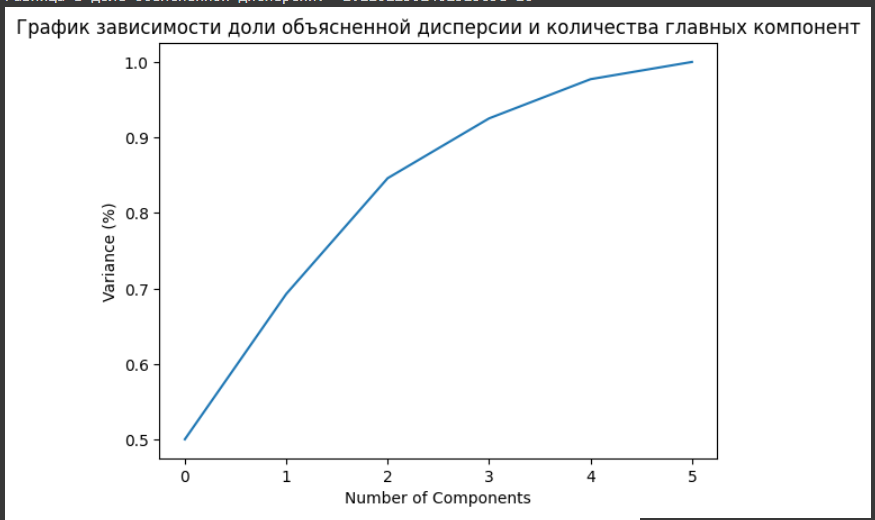 График зависимости доли объясненной дисперсии и количества главных компонент
1.0
0.9
0.8
0.7
0.6
0.5
Variance (%)
0 1 2 3 4 5
Number of Components